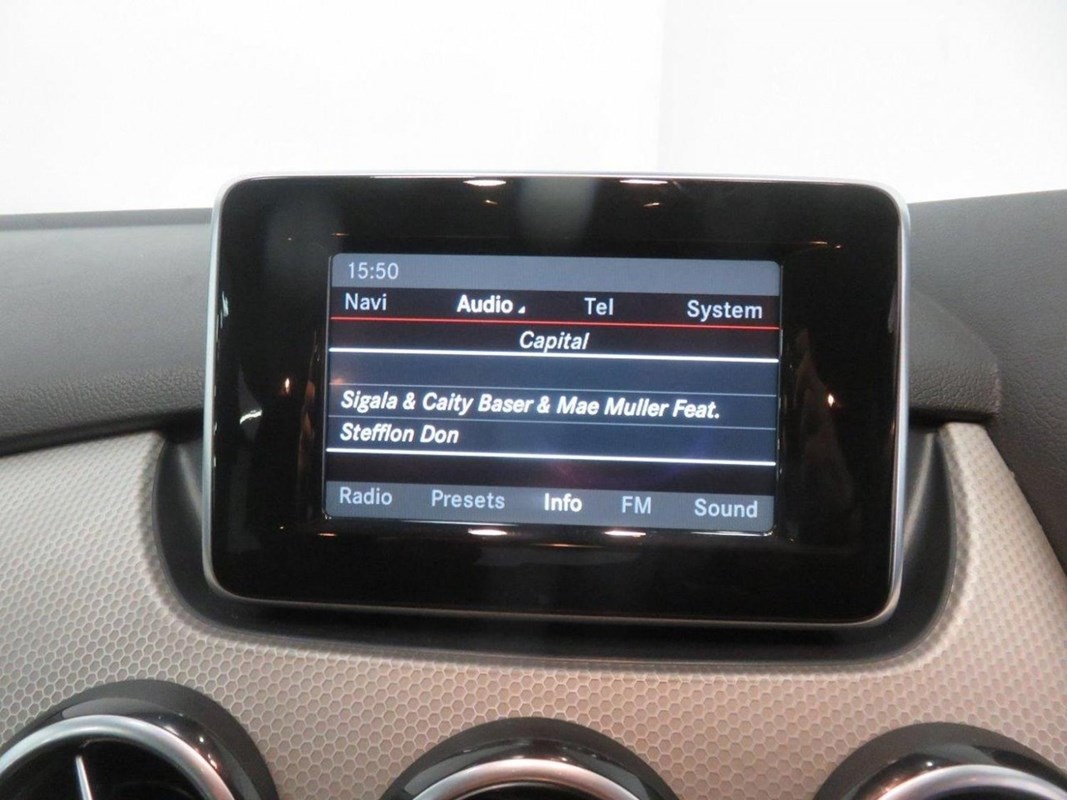 15:50
Navi Audio Tel System
Capital
Sigala & Caity Baser & Mae Muller Feat.
Stefflon Don
Radio Presets Info FM Sound